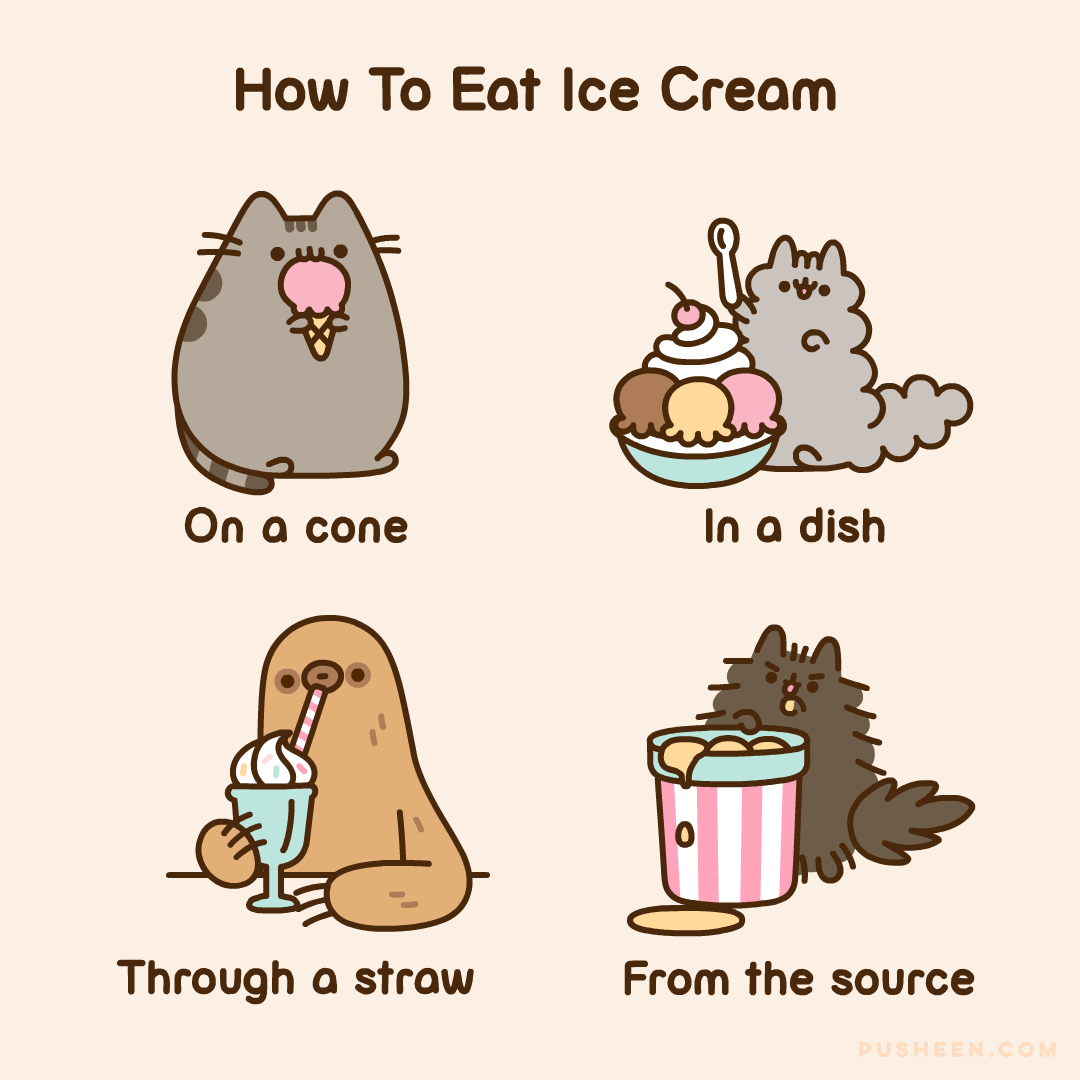 How To Eat Ice Cream
On a cone
In a dish
Through a straw
From the source
PUSHEEN.COM